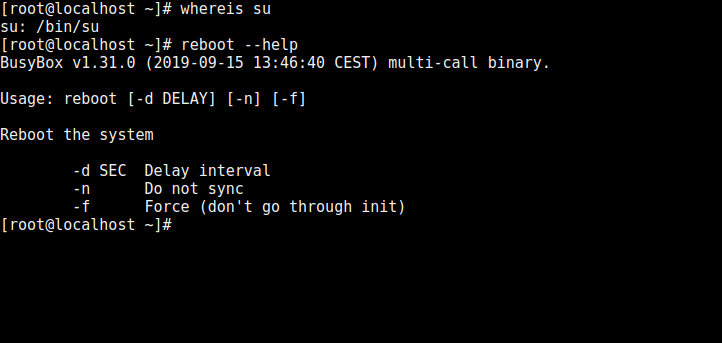 [root@localhost ~]# whereis su
su: /bin/su
[root@localhost ~]# reboot --help
BusyBox v1.31.0 (2019-09-15 13:46:40 CEST) multi-call binary.
Usage: reboot [-d DELAY] [-n] [-f]
Reboot the system
-d SEC  Delay interval
-n      Do not sync
-f      Force (don't go through init)
[root@localhost ~]#